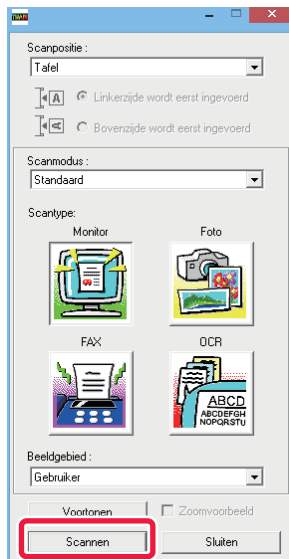 TWAIN
Scanpositie :
Tafel
A Linkerzijde wordt eerst ingevoerd
A Bovenzijde wordt eerst ingevoerd
Scanmodus :
Standaard
Scantype:
Monitor Foto
FAX OCR
ABCD
ABCDEFGH
NOPQRSTU
Beeldgebied :
Gebruiker
Voortonen Zoomvoorbeeld
Scannen Sluiten